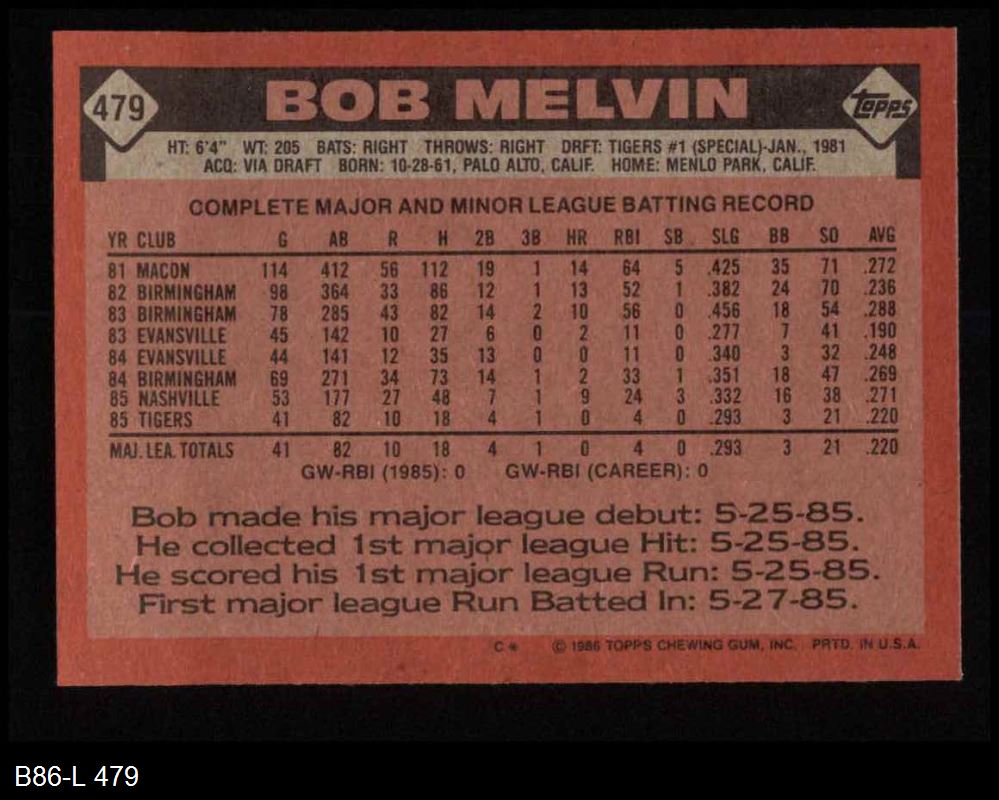 479 BOB MELVIN TOPPS
HT: 6'4" WT: 205 BATS: RIGHT THROWS: RIGHT DRFT: TIGERS #1 (SPECIAL)-JAN., 1981
ACQ: VIA DRAFT BORN: 10-28-61, PALO ALTO, CALIF. HOME: MENLO PARK, CALIF.
COMPLETE MAJOR AND MINOR LEAGUE BATTING RECORD
YR CLUB G AB R H 2B 3B HR RBI SB SLG BB SO AVG
81 MACON 114 412 56 112 19 1 14 64 5 .425 35 71 .272
82 BIRMINGHAM 98 364 33 86 12 1 13 52 1 .382 24 70 .236
83 BIRMINGHAM 78 285 43 82 14 2 10 56 0 .456 18 54 .288
83 EVANSVILLE 45 142 10 27 6 0 2 11 0 .277 7 41 .190
84 EVANSVILLE 44 141 12 35 13 0 0 11 0 .340 3 32 .248
84 BIRMINGHAM 69 271 34 73 14 1 2 33 1 .351 18 47 .269
85 NASHVILLE 53 177 27 48 7 1 9 24 3 .332 16 38 .271
85 TIGERS 41 82 10 18 4 1 0 4 0 .293 3 21 .220
MAJ. LEA. TOTALS 41 82 10 18 4 1 0 4 0 .293 3 21 .220
GW-RBI (1985): 0 GW-RBI (CAREER): 0
Bob made his major league debut: 5-25-85.
He collected 1st major league Hit: 5-25-85.
He scored his 1st major league Run: 5-25-85.
First major league Run Batted In: 5-27-85.
C * © 1986 TOPPS CHEWING GUM, INC. PRTD. IN U.S.A.
B86-L 479